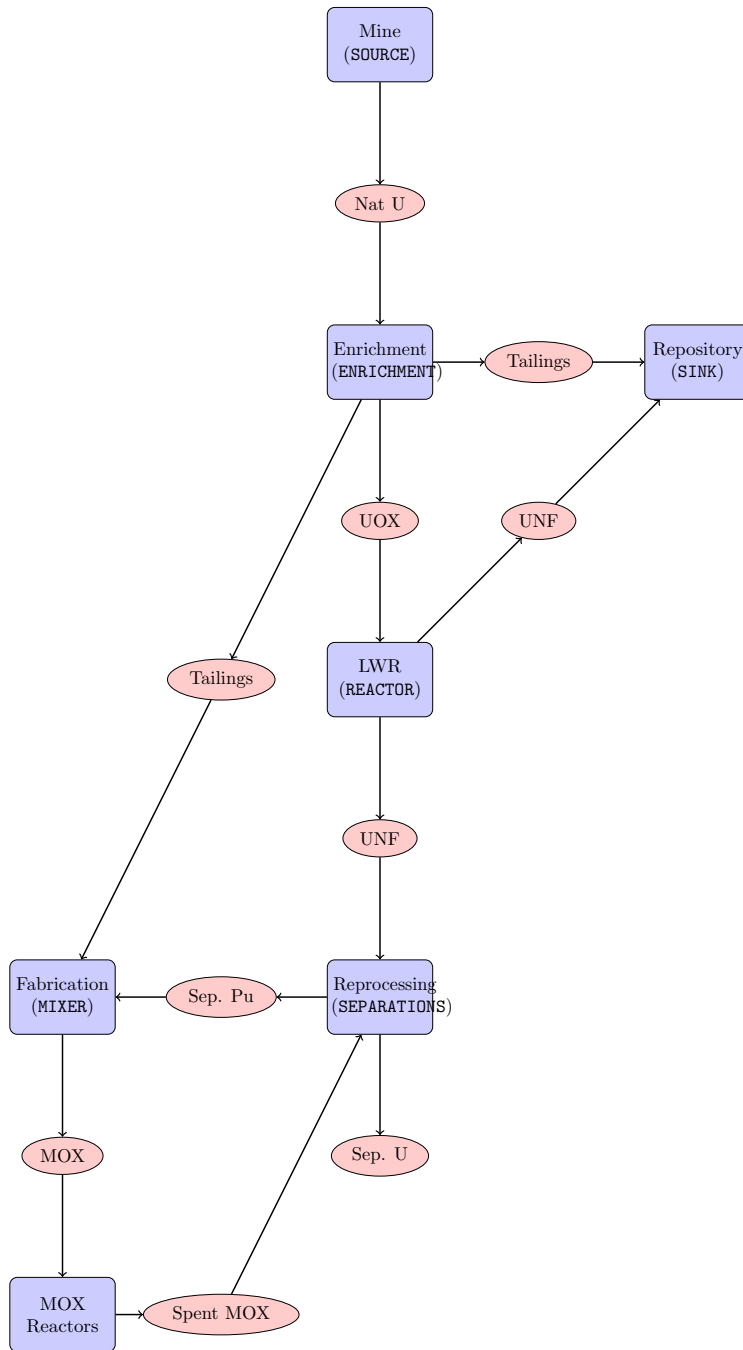 Mine
(SOURCE)
Nat U
Enrichment
(ENRICHMENT)
Tailings
Repository
(SINK)
UOX
UNF
Tailings
LWR
(REACTOR)
UNF
Fabrication
(MIXER)
Sep. Pu
Reprocessing
(SEPARATIONS)
MOX
Sep. U
MOX
Reactors
Spent MOX